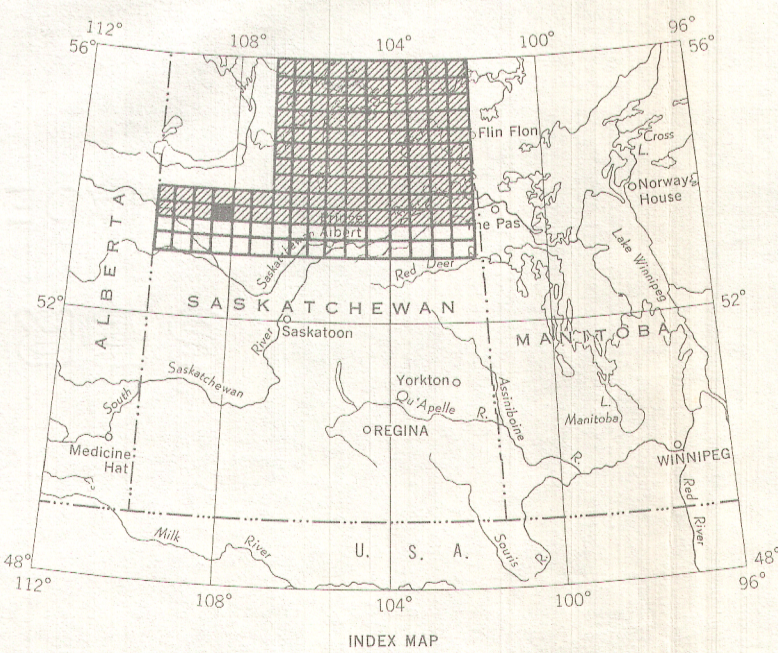 112°
108°
104°
100°
96°
56°
56°
Flin Flon
Cross
L.
Norway
House
Prince
Albert
The Pas
Saskatchewan
Red Deer
Lake Winnipeg
ALBERTA
52°
SASKATCHEWAN
52°
MANITOBA
River
Saskatoon
South
Saskatchewan
Yorkton
Qu'Apelle
R.
Assiniboine
R.
L.
Manitoba
REGINA
Medicine
Hat
WINNIPEG
Red
River
Milk
River
U. S. A.
Souris
R.
48°
48°
112°
108°
104°
100°
96°
INDEX MAP